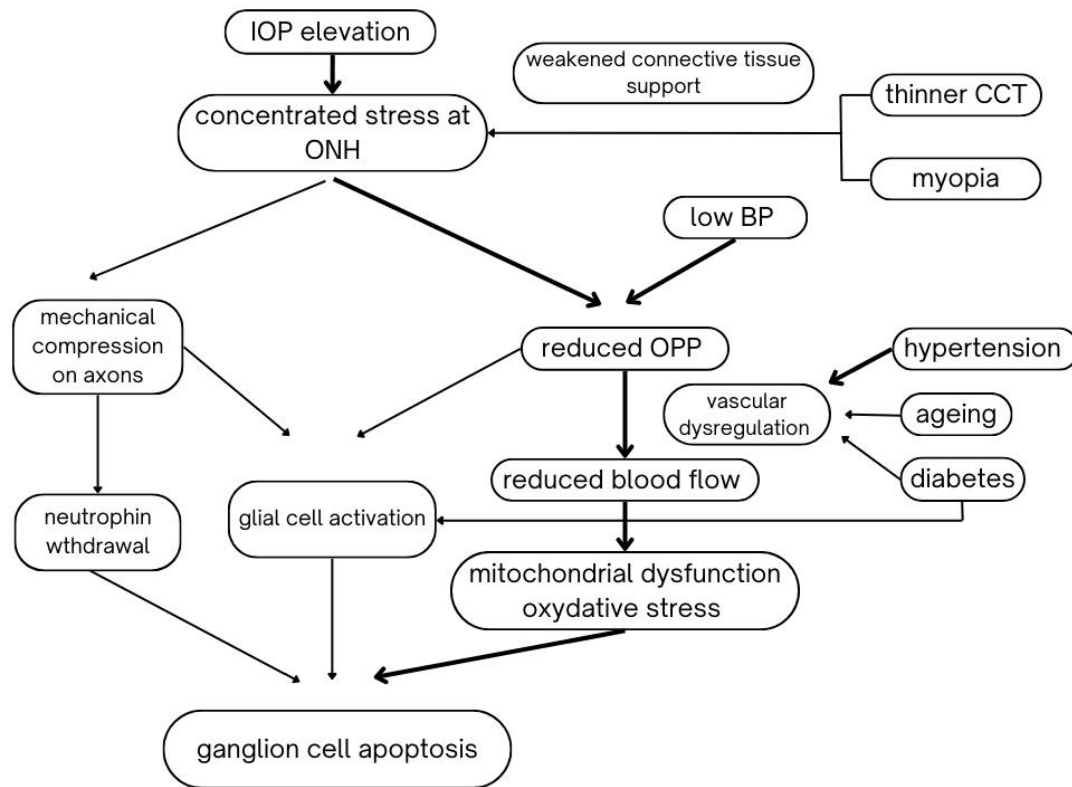 IOP elevation
weakened connective tissue
support
thinner CCT
concentrated stress at
ONH
myopia
low BP
mechanical
compression
on axons
reduced OPP
hypertension
vascular
dysregulation
ageing
reduced blood flow
diabetes
neutrophin
wthdrawal
glial cell activation
mitochondrial dysfunction
oxydative stress
ganglion cell apoptosis